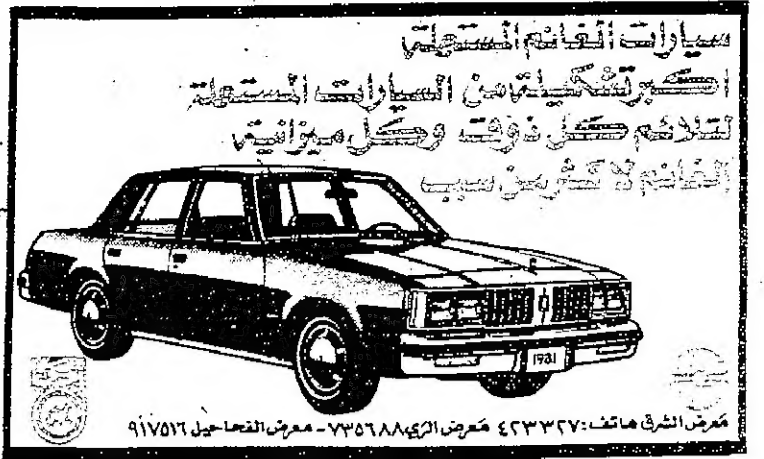 سيارات الغانم المستعملة
اكبر تشكيلة من السيارات المستعملة
لتلائم كل ذوق وكل ميزانية
الغانم لا كثر من سبب
1981
معرض الشرق هاتف: ٤٢٣٣٢٧ معرض الري ٧٣٥٦٨٨ - معرض الفحاحيل ٩١٧٥١٦